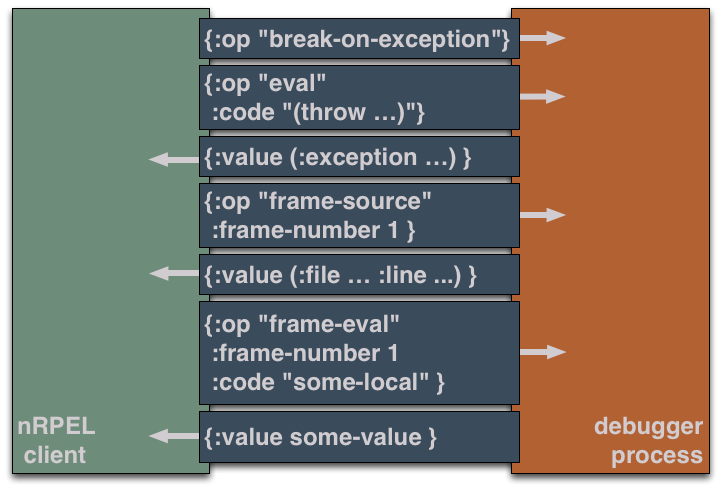 {:op "break-on-exception"}
{:op "eval"
:code "(throw …)"}
{:value (:exception …) }
{:op "frame-source"
:frame-number 1 }
{:value (:file … :line ...) }
{:op "frame-eval"
:frame-number 1
:code "some-local" }
{:value some-value }
nRPEL
client
debugger
process